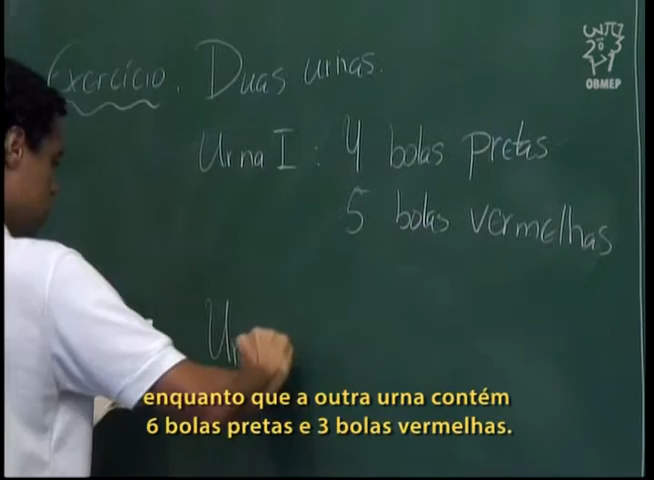 OBMEP
Exercício. Duas urnas.
Urna I : 4 bolas pretas
5 bolas vermelhas
Ur
enquanto que a outra urna contém
6 bolas pretas e 3 bolas vermelhas.